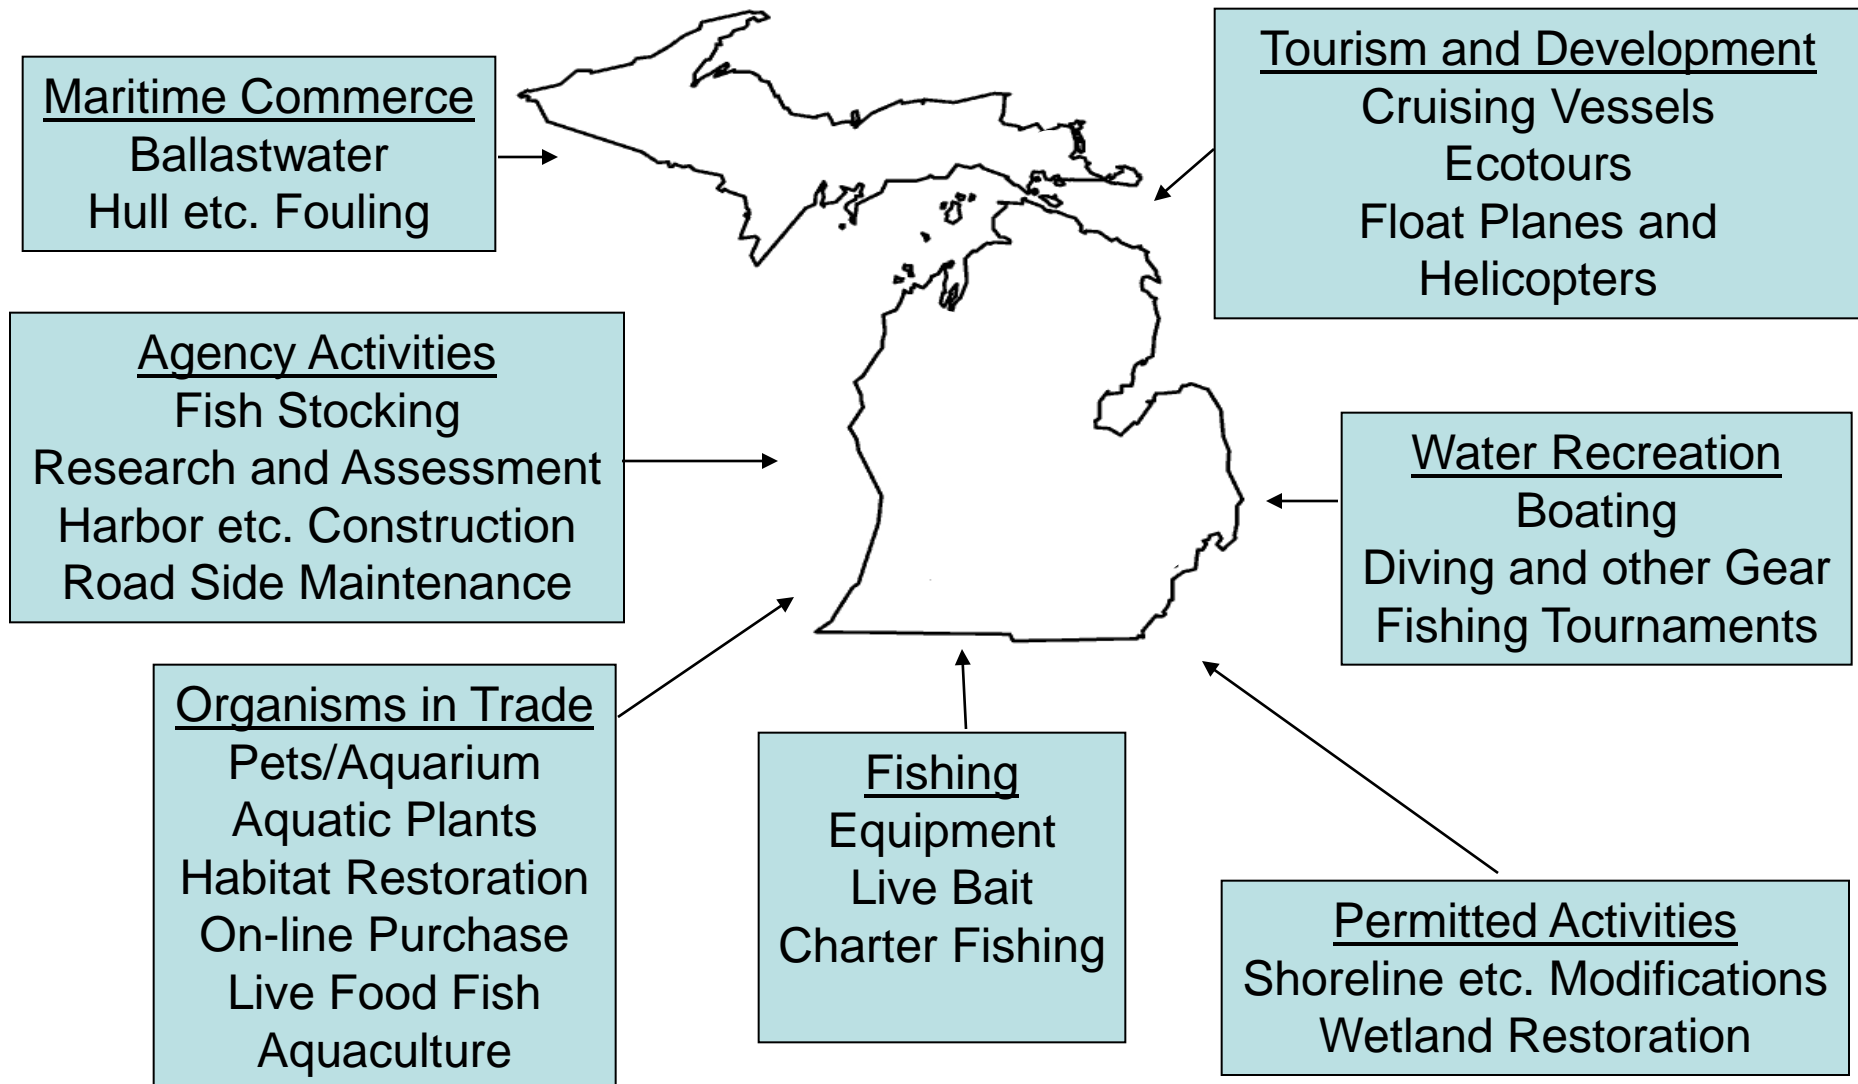 Maritime Commerce
Ballastwater
Hull etc. Fouling
Tourism and Development
Cruising Vessels
Ecotours
Float Planes and
Helicopters
Agency Activities
Fish Stocking
Research and Assessment
Harbor etc. Construction
Road Side Maintenance
Water Recreation
Boating
Diving and other Gear
Fishing Tournaments
Organisms in Trade
Pets/Aquarium
Aquatic Plants
Habitat Restoration
On-line Purchase
Live Food Fish
Aquaculture
Fishing
Equipment
Live Bait
Charter Fishing
Permitted Activities
Shoreline etc. Modifications
Wetland Restoration